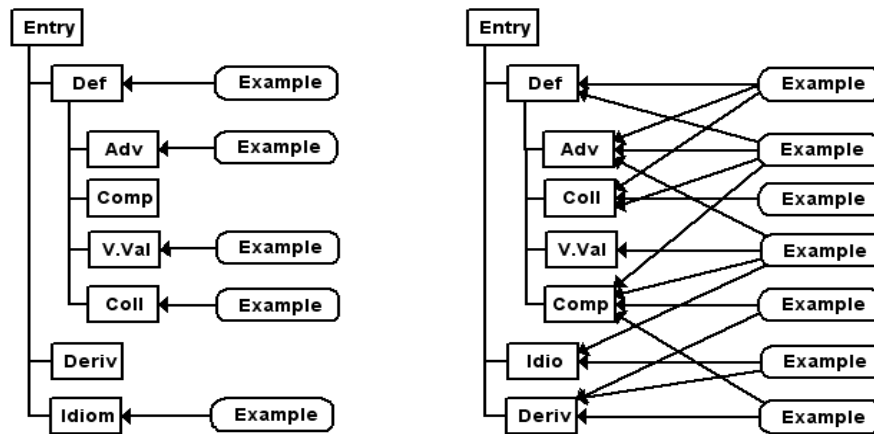 Entry
Def Example
Adv Example
Comp
V.Val Example
Coll Example
Deriv
Idiom Example
Entry
Def Example
Adv Example
Coll Example
V.Val Example
Comp Example
Idio Example
Deriv Example